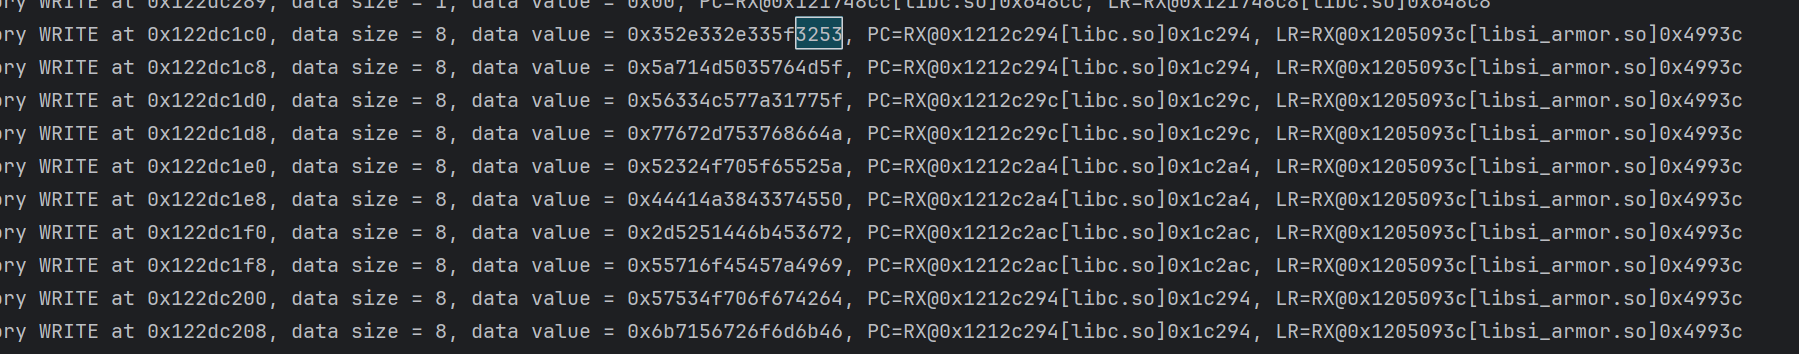 ory WRITE at 0x122dc289, data size = 1, data value = 0x00, PC=RX@0x121748cc[libc.so]0x648cc, LR=RX@0x121748c8[libc.so]0x648c8
ory WRITE at 0x122dc1c0, data size = 8, data value = 0x352e332e335f3253, PC=RX@0x1212c294[libc.so]0x1c294, LR=RX@0x1205093c[libsi_armor.so]0x4993c
ory WRITE at 0x122dc1c8, data size = 8, data value = 0x5a714d5035764d5f, PC=RX@0x1212c294[libc.so]0x1c294, LR=RX@0x1205093c[libsi_armor.so]0x4993c
ory WRITE at 0x122dc1d0, data size = 8, data value = 0x56334c577a31775f, PC=RX@0x1212c29c[libc.so]0x1c29c, LR=RX@0x1205093c[libsi_armor.so]0x4993c
ory WRITE at 0x122dc1d8, data size = 8, data value = 0x77672d753768664a, PC=RX@0x1212c29c[libc.so]0x1c29c, LR=RX@0x1205093c[libsi_armor.so]0x4993c
ory WRITE at 0x122dc1e0, data size = 8, data value = 0x52324f705f65525a, PC=RX@0x1212c2a4[libc.so]0x1c2a4, LR=RX@0x1205093c[libsi_armor.so]0x4993c
ory WRITE at 0x122dc1e8, data size = 8, data value = 0x44414a3843374550, PC=RX@0x1212c2a4[libc.so]0x1c2a4, LR=RX@0x1205093c[libsi_armor.so]0x4993c
ory WRITE at 0x122dc1f0, data size = 8, data value = 0x2d5251446b453672, PC=RX@0x1212c2ac[libc.so]0x1c2ac, LR=RX@0x1205093c[libsi_armor.so]0x4993c
ory WRITE at 0x122dc1f8, data size = 8, data value = 0x55716f45457a4969, PC=RX@0x1212c2ac[libc.so]0x1c2ac, LR=RX@0x1205093c[libsi_armor.so]0x4993c
ory WRITE at 0x122dc200, data size = 8, data value = 0x57534f706f674264, PC=RX@0x1212c294[libc.so]0x1c294, LR=RX@0x1205093c[libsi_armor.so]0x4993c
ory WRITE at 0x122dc208, data size = 8, data value = 0x6b7156726f6d6b46, PC=RX@0x1212c294[libc.so]0x1c294, LR=RX@0x1205093c[libsi_armor.so]0x4993c